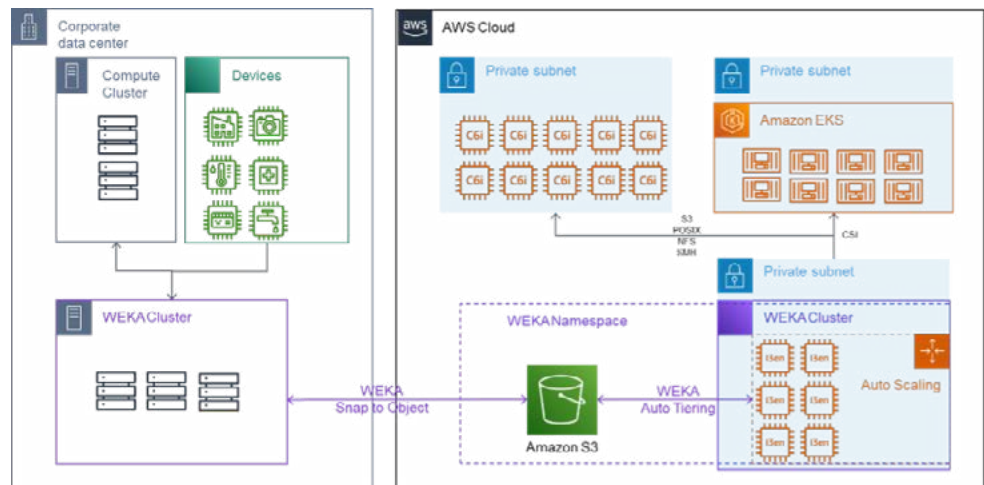 Corporate
data center
Compute
Cluster
Devices
WEKA Cluster
WEKA
Snap to Object
aws
AWS Cloud
Private subnet
C6i C6i C6i C6i C6i
C6i C6i C6i C6i C6i
Private subnet
Amazon EKS
S3
POSIX
NFS
SMB
CSI
Private subnet
WEKA Namespace
WEKA Cluster
Amazon S3
WEKA
Auto Tiering
I3en I3en
I3en I3en
I3en I3en
Auto Scaling